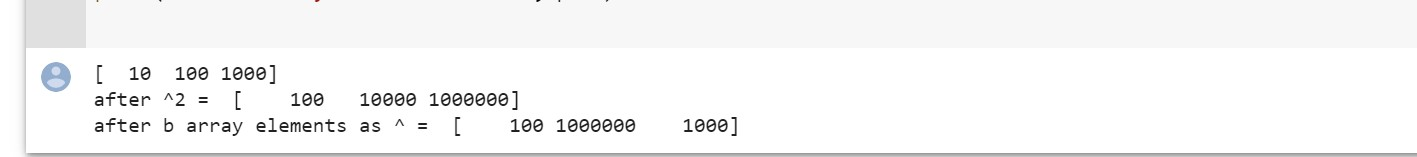 [  10  100 1000]
after ^2 =  [    100   10000 1000000]
after b array elements as ^ =  [    100 1000000    1000]